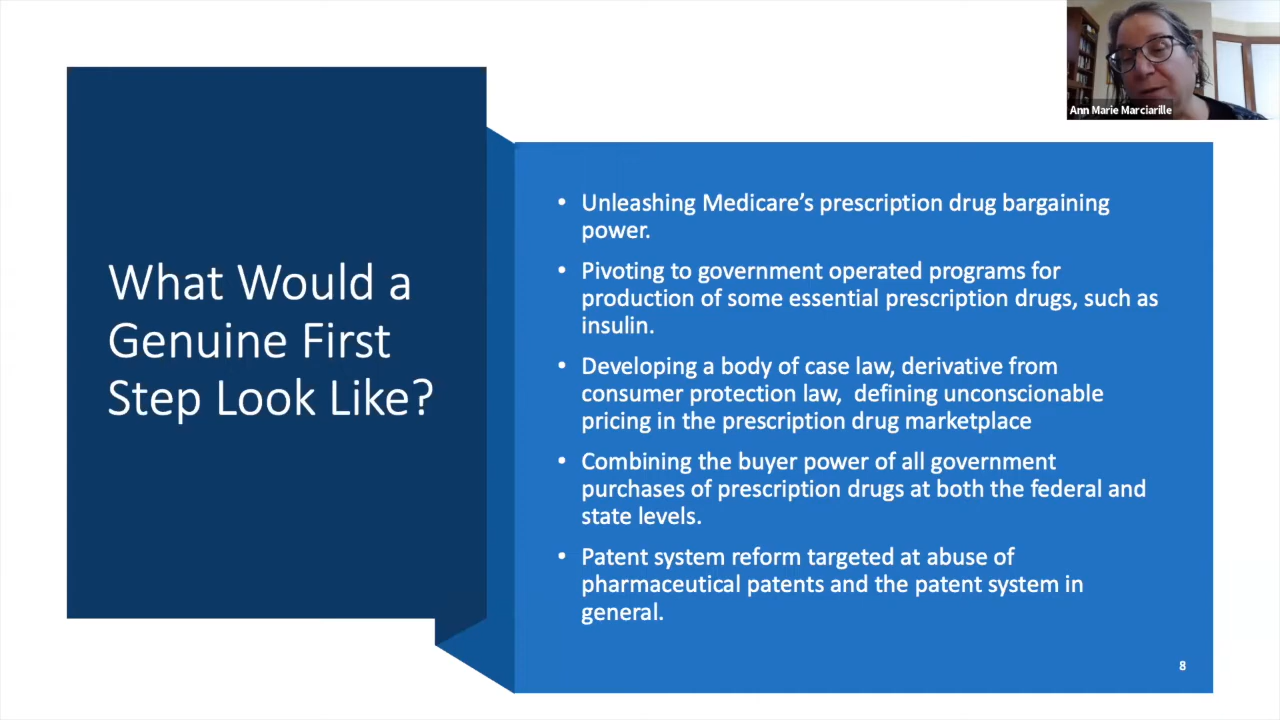 Ann Marie Marciarille
What Would a
Genuine First
Step Look Like?
• Unleashing Medicare’s prescription drug bargaining
power.
• Pivoting to government operated programs for
production of some essential prescription drugs, such as
insulin.
• Developing a body of case law, derivative from
consumer protection law,  defining unconscionable
pricing in the prescription drug marketplace
• Combining the buyer power of all government
purchases of prescription drugs at both the federal and
state levels.
• Patent system reform targeted at abuse of
pharmaceutical patents and the patent system in
general.
8